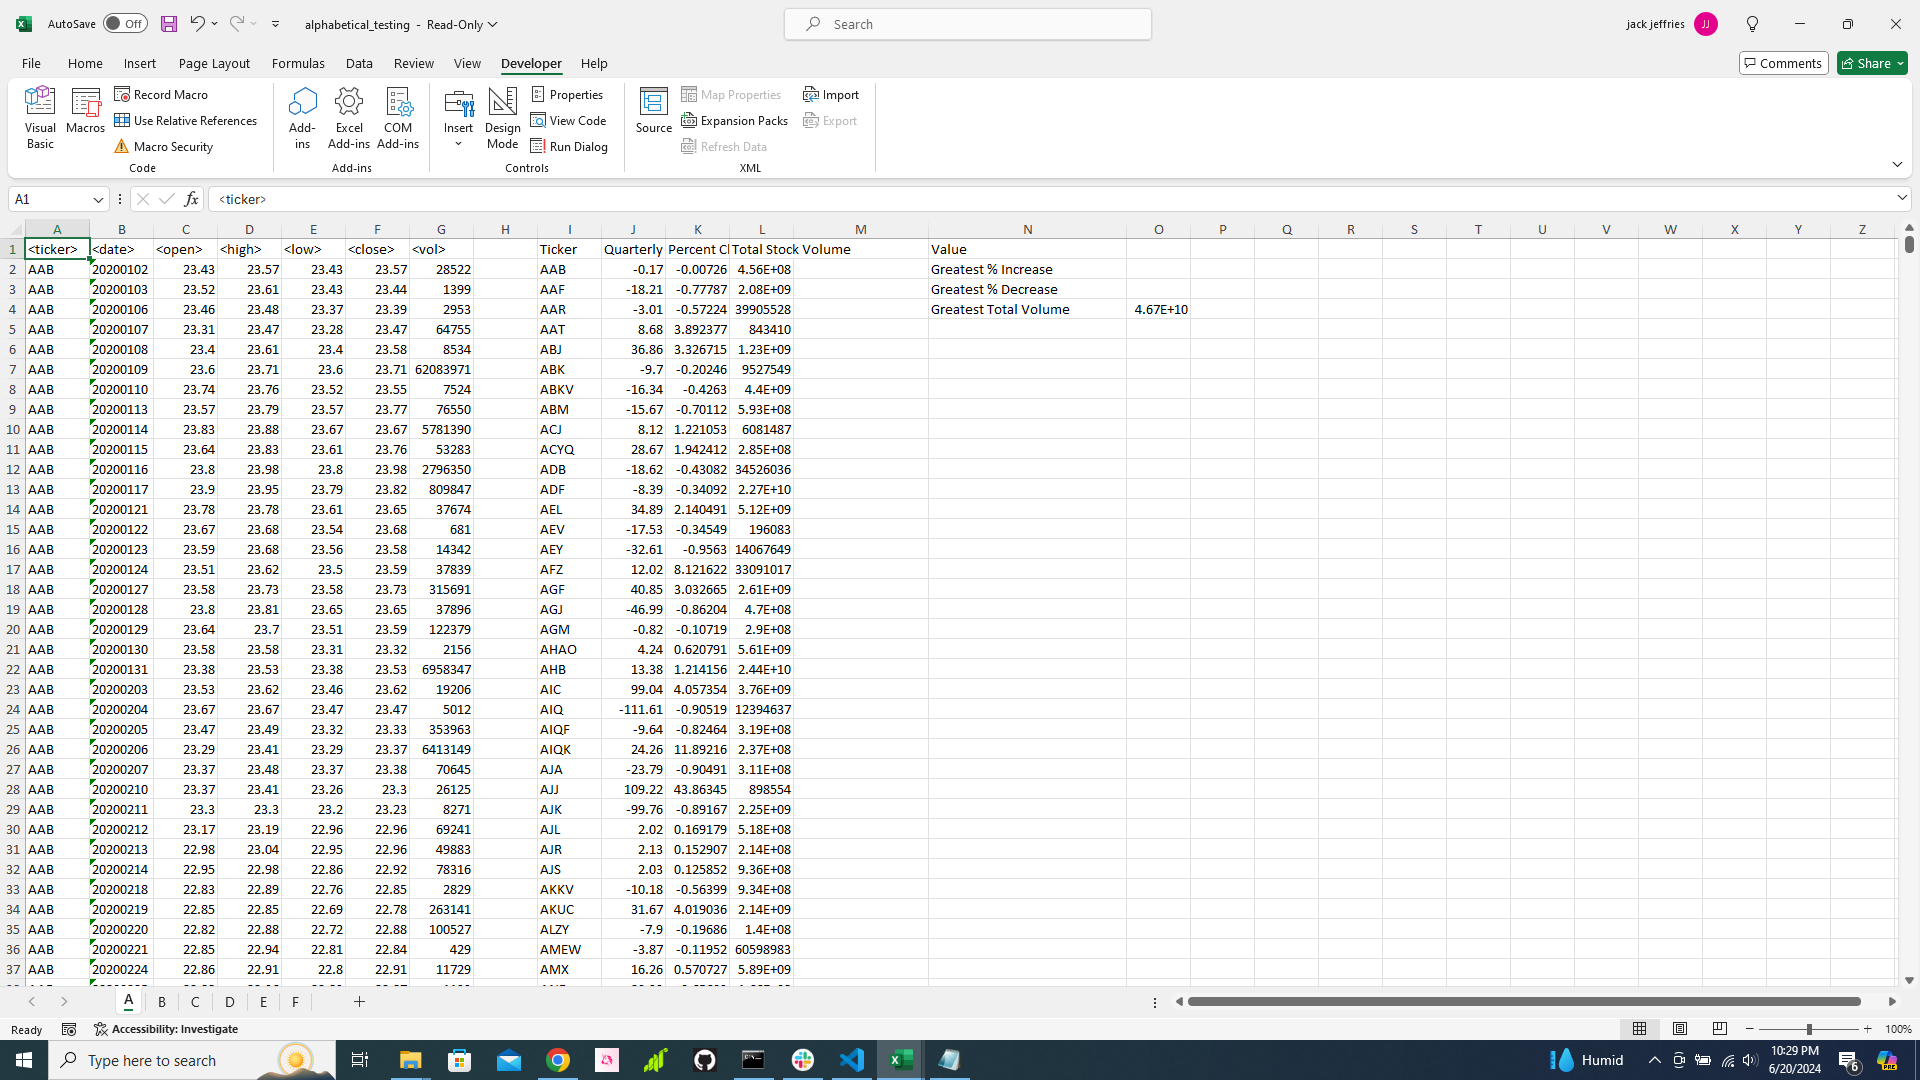 AutoSave Off alphabetical_testing - Read-Only Search jack jeffries JJ
File Home Insert Page Layout Formulas Data Review View Developer Help Comments Share
Visual Basic Macros Record Macro Use Relative References Macro Security Code
Add-ins Excel Add-ins COM Add-ins Add-ins
Insert Design Mode Properties View Code Run Dialog Controls
Source Map Properties Expansion Packs Refresh Data Import Export XML
A1 fx <ticker>
A B C D E F G H I J K L M N O P Q R S T U V W X Y Z
1 <ticker> <date> <open> <high> <low> <close> <vol> Ticker Quarterly Percent Cl Total Stock Volume Value
2 AAB 20200102 23.43 23.57 23.43 23.57 28522 AAB -0.17 -0.00726 4.56E+08 Greatest % Increase
3 AAB 20200103 23.52 23.61 23.43 23.44 1399 AAF -18.21 -0.77787 2.08E+09 Greatest % Decrease
4 AAB 20200106 23.46 23.48 23.37 23.39 2953 AAR -3.01 -0.57224 39905528 Greatest Total Volume 4.67E+10
5 AAB 20200107 23.31 23.47 23.28 23.47 64755 AAT 8.68 3.892377 843410
6 AAB 20200108 23.4 23.61 23.4 23.58 8534 ABJ 36.86 3.326715 1.23E+09
7 AAB 20200109 23.6 23.71 23.6 23.71 62083971 ABK -9.7 -0.20246 9527549
8 AAB 20200110 23.74 23.76 23.52 23.55 7524 ABKV -16.34 -0.4263 4.4E+09
9 AAB 20200113 23.57 23.79 23.57 23.77 76550 ABM -15.67 -0.70112 5.93E+08
10 AAB 20200114 23.83 23.88 23.67 23.67 5781390 ACJ 8.12 1.221053 6081487
11 AAB 20200115 23.64 23.83 23.61 23.76 53283 ACYQ 28.67 1.942412 2.85E+08
12 AAB 20200116 23.8 23.98 23.8 23.98 2796350 ADB -18.62 -0.43082 34526036
13 AAB 20200117 23.9 23.95 23.79 23.82 809847 ADF -8.39 -0.34092 2.27E+10
14 AAB 20200121 23.78 23.78 23.61 23.65 37674 AEL 34.89 2.140491 5.12E+09
15 AAB 20200122 23.67 23.68 23.54 23.68 681 AEV -17.53 -0.34549 196083
16 AAB 20200123 23.59 23.68 23.56 23.58 14342 AEY -32.61 -0.9563 14067649
17 AAB 20200124 23.51 23.62 23.5 23.59 37839 AFZ 12.02 8.121622 33091017
18 AAB 20200127 23.58 23.73 23.58 23.73 315691 AGF 40.85 3.032665 2.61E+09
19 AAB 20200128 23.8 23.81 23.65 23.65 37896 AGJ -46.99 -0.86204 4.7E+08
20 AAB 20200129 23.64 23.7 23.51 23.59 122379 AGM -0.82 -0.10719 2.9E+08
21 AAB 20200130 23.58 23.58 23.31 23.32 2156 AHAO 4.24 0.620791 5.61E+09
22 AAB 20200131 23.38 23.53 23.38 23.53 6958347 AHB 13.38 1.214156 2.44E+10
23 AAB 20200203 23.53 23.62 23.46 23.62 19206 AIC 99.04 4.057354 3.76E+09
24 AAB 20200204 23.67 23.67 23.47 23.47 5012 AIQ -111.61 -0.90519 12394637
25 AAB 20200205 23.47 23.49 23.32 23.33 353963 AIQF -9.64 -0.82464 3.19E+08
26 AAB 20200206 23.29 23.41 23.29 23.37 6413149 AIQK 24.26 11.89216 2.37E+08
27 AAB 20200207 23.37 23.48 23.37 23.38 70645 AJA -23.79 -0.90491 3.11E+08
28 AAB 20200210 23.37 23.41 23.26 23.3 26125 AJJ 109.22 43.86345 898554
29 AAB 20200211 23.3 23.3 23.2 23.23 8271 AJK -99.76 -0.89167 2.25E+09
30 AAB 20200212 23.17 23.19 22.96 22.96 69241 AJL 2.02 0.169179 5.18E+08
31 AAB 20200213 22.98 23.04 22.95 22.96 49883 AJR 2.13 0.152907 2.14E+08
32 AAB 20200214 22.95 22.98 22.86 22.92 78316 AJS 2.03 0.125852 9.36E+08
33 AAB 20200218 22.83 22.89 22.76 22.85 2829 AKKV -10.18 -0.56399 9.34E+08
34 AAB 20200219 22.85 22.85 22.69 22.78 263141 AKUC 31.67 4.019036 2.14E+09
35 AAB 20200220 22.82 22.88 22.72 22.88 100527 ALZY -7.9 -0.19686 1.4E+08
36 AAB 20200221 22.85 22.94 22.81 22.84 429 AMEW -3.87 -0.11952 60598983
37 AAB 20200224 22.86 22.91 22.8 22.91 11729 AMX 16.26 0.570727 5.89E+09
A B C D E F
Ready Accessibility: Investigate 100%
Type here to search Humid 10:29 PM
6/20/2024 6